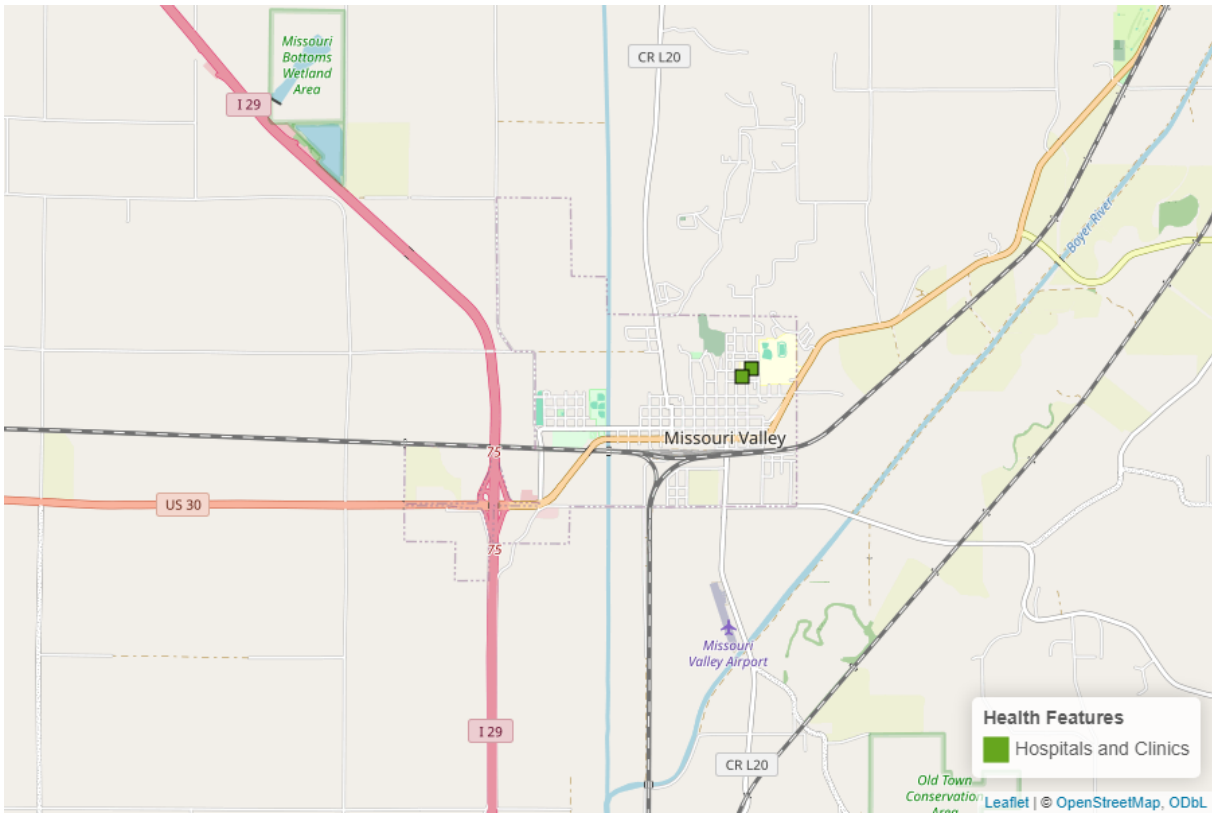 Missouri
Bottoms
Wetland
Area
CR L20
I 29
Boyer River
Missouri Valley
75
US 30
75
Missouri
Valley Airport
I 29
CR L20
Health Features
Hospitals and Clinics
Old Town
Conservation
Area
Leaflet | © OpenStreetMap, ODbL